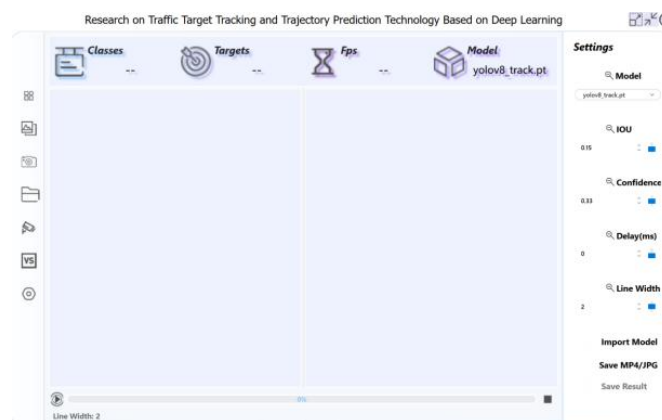 Research on Traffic Target Tracking and Trajectory Prediction Technology Based on Deep Learning
Classes
--
Targets
--
Fps
--
Model
yolov8_track.pt
Settings
Model
yolov8_track.pt
IOU
0.15
Confidence
0.33
Delay(ms)
0
Line Width
2
Import Model
Save MP4/JPG
Save Result
VS
0%
Line Width: 2